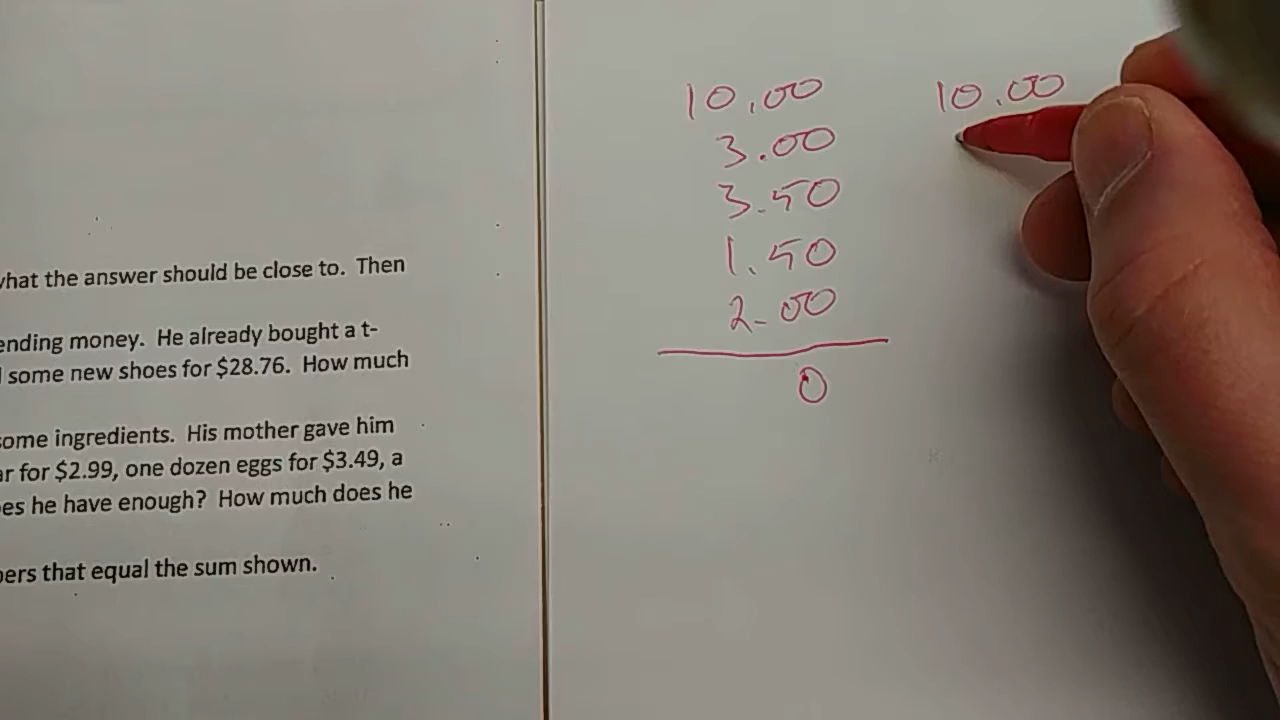 what the answer should be close to. Then
ending money. He already bought a t-
some new shoes for $28.76. How much
some ingredients. His mother gave him
ar for $2.99, one dozen eggs for $3.49, a
es he have enough? How much does he
bers that equal the sum shown.
10.00
3.00
3.50
1.50
2.00
0
10.00